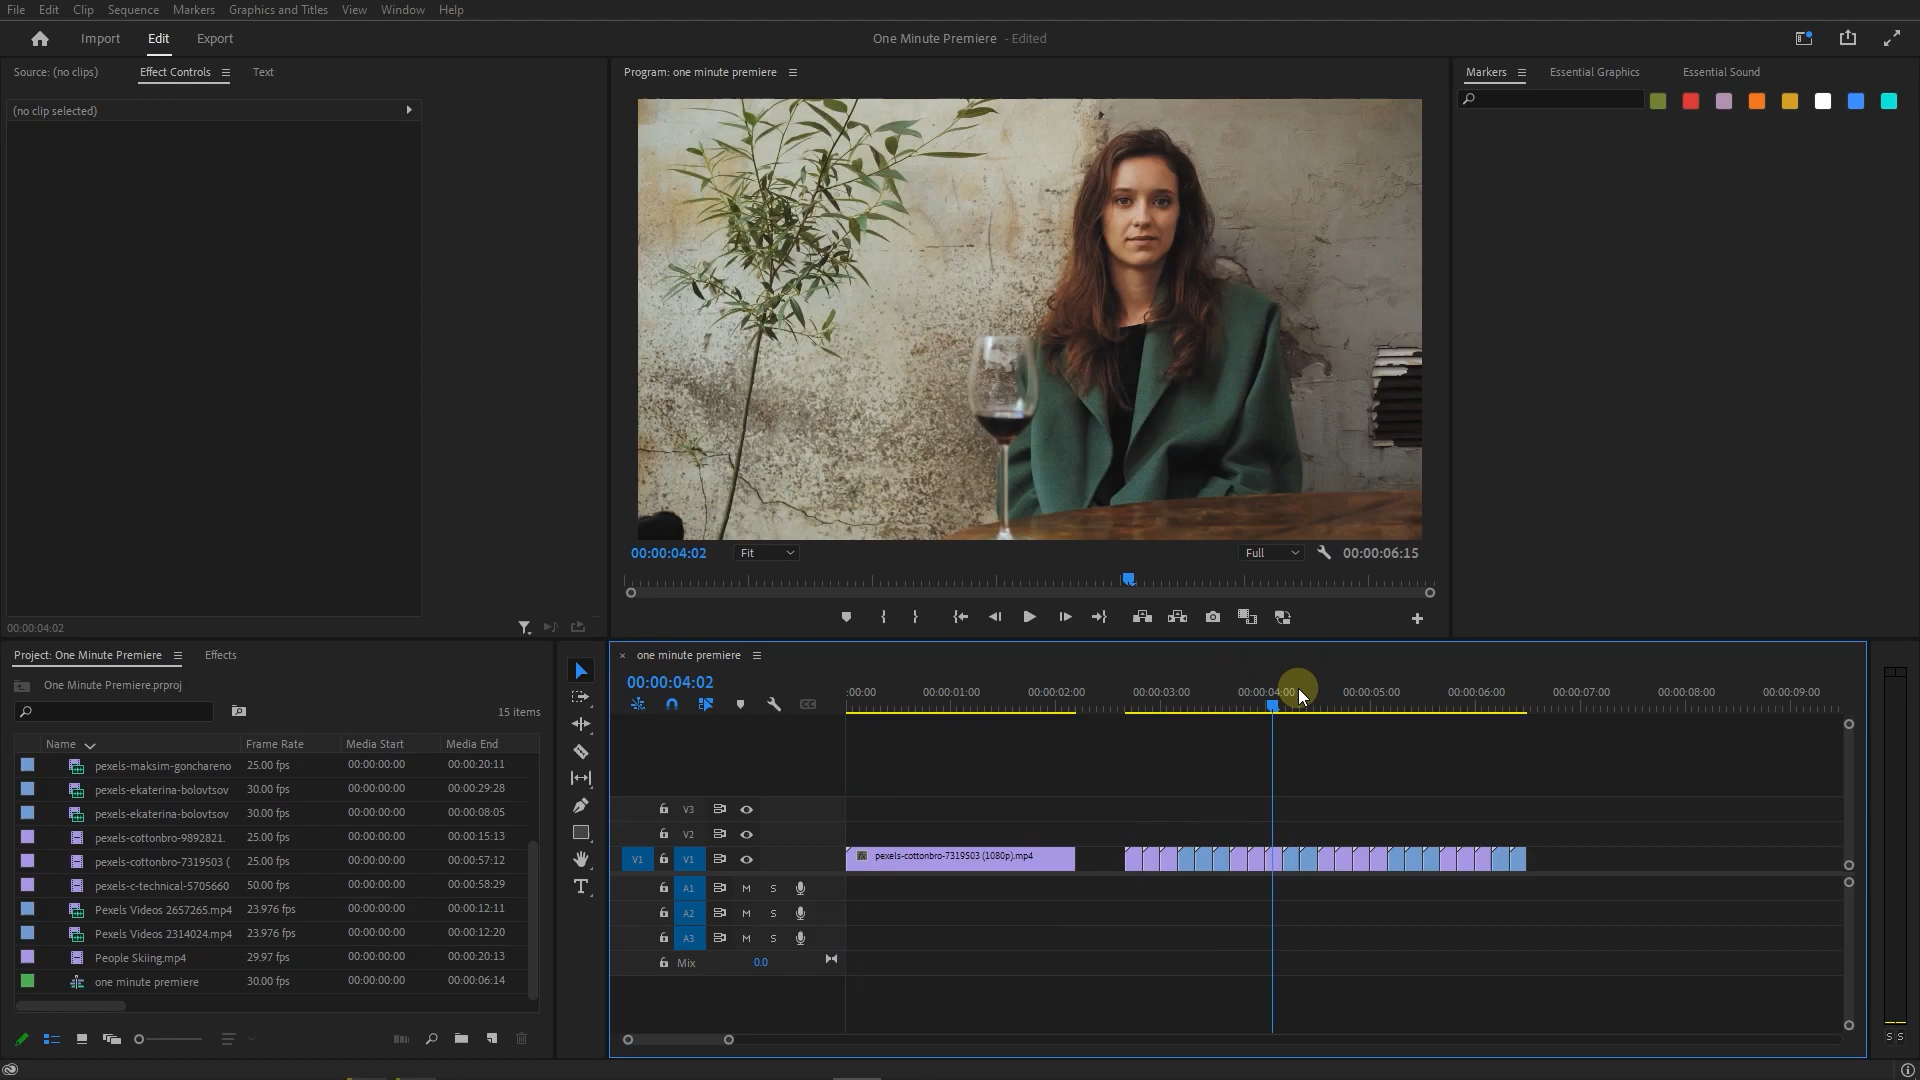 File Edit Clip Sequence Markers Graphics and Titles View Window Help
Import Edit Export
One Minute Premiere - Edited
Source: (no clips) Effect Controls Text
(no clip selected)
00:00:04:02
Program: one minute premiere
00:00:04:02 Fit Full 00:00:06:15
Markers Essential Graphics Essential Sound
Project: One Minute Premiere Effects
One Minute Premiere.prproj
15 items
Name Frame Rate Media Start Media End
pexels-maksim-gonchareno 25.00 fps 00:00:00:00 00:00:20:11
pexels-ekaterina-bolovtsov 30.00 fps 00:00:00:00 00:00:29:28
pexels-ekaterina-bolovtsov 30.00 fps 00:00:00:00 00:00:08:05
pexels-cottonbro-9892821. 25.00 fps 00:00:00:00 00:00:15:13
pexels-cottonbro-7319503 ( 25.00 fps 00:00:00:00 00:00:57:12
pexels-c-technical-5705660 50.00 fps 00:00:00:00 00:00:58:29
Pexels Videos 2657265.mp4 23.976 fps 00:00:00:00 00:00:12:11
Pexels Videos 2314024.mp4 23.976 fps 00:00:00:00 00:00:12:20
People Skiing.mp4 29.97 fps 00:00:00:00 00:00:20:13
one minute premiere 30.00 fps 00:00:00:00 00:00:06:14
one minute premiere
00:00:04:02
:00:00 00:00:01:00 00:00:02:00 00:00:03:00 00:00:04:00 00:00:05:00 00:00:06:00 00:00:07:00 00:00:08:00 00:00:09:00
V3
V2
V1 V1 pexels-cottonbro-7319503 (1080p).mp4
A1 M S
A2 M S
A3 M S
Mix 0.0
S S